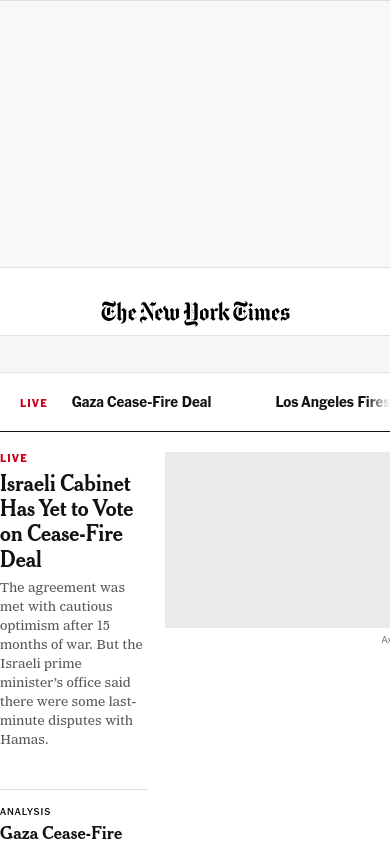 The New York Times
LIVE Gaza Cease-Fire Deal Los Angeles Fires
LIVE
Israeli Cabinet
Has Yet to Vote
on Cease-Fire
Deal
The agreement was
met with cautious
optimism after 15
months of war. But the
Israeli prime
minister’s office said
there were some last-
minute disputes with
Hamas.
ANALYSIS
Gaza Cease-Fire